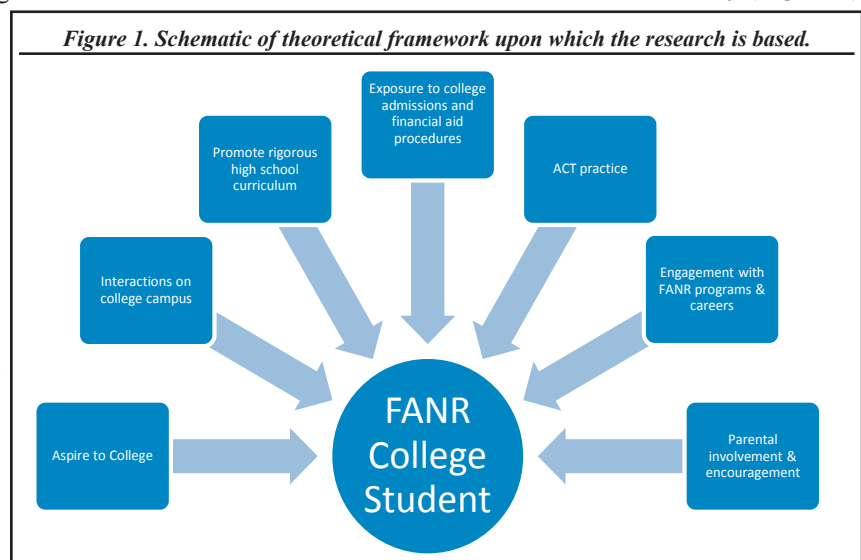 Figure 1. Schematic of theoretical framework upon which the research is based.
Exposure to college
admissions and
financial aid
procedures
Promote rigorous
high school
curriculum
ACT practice
Interactions on
college campus
Engagement with
FANR programs &
careers
Aspire to College
FANR
College
Student
Parental
involvement &
encouragement